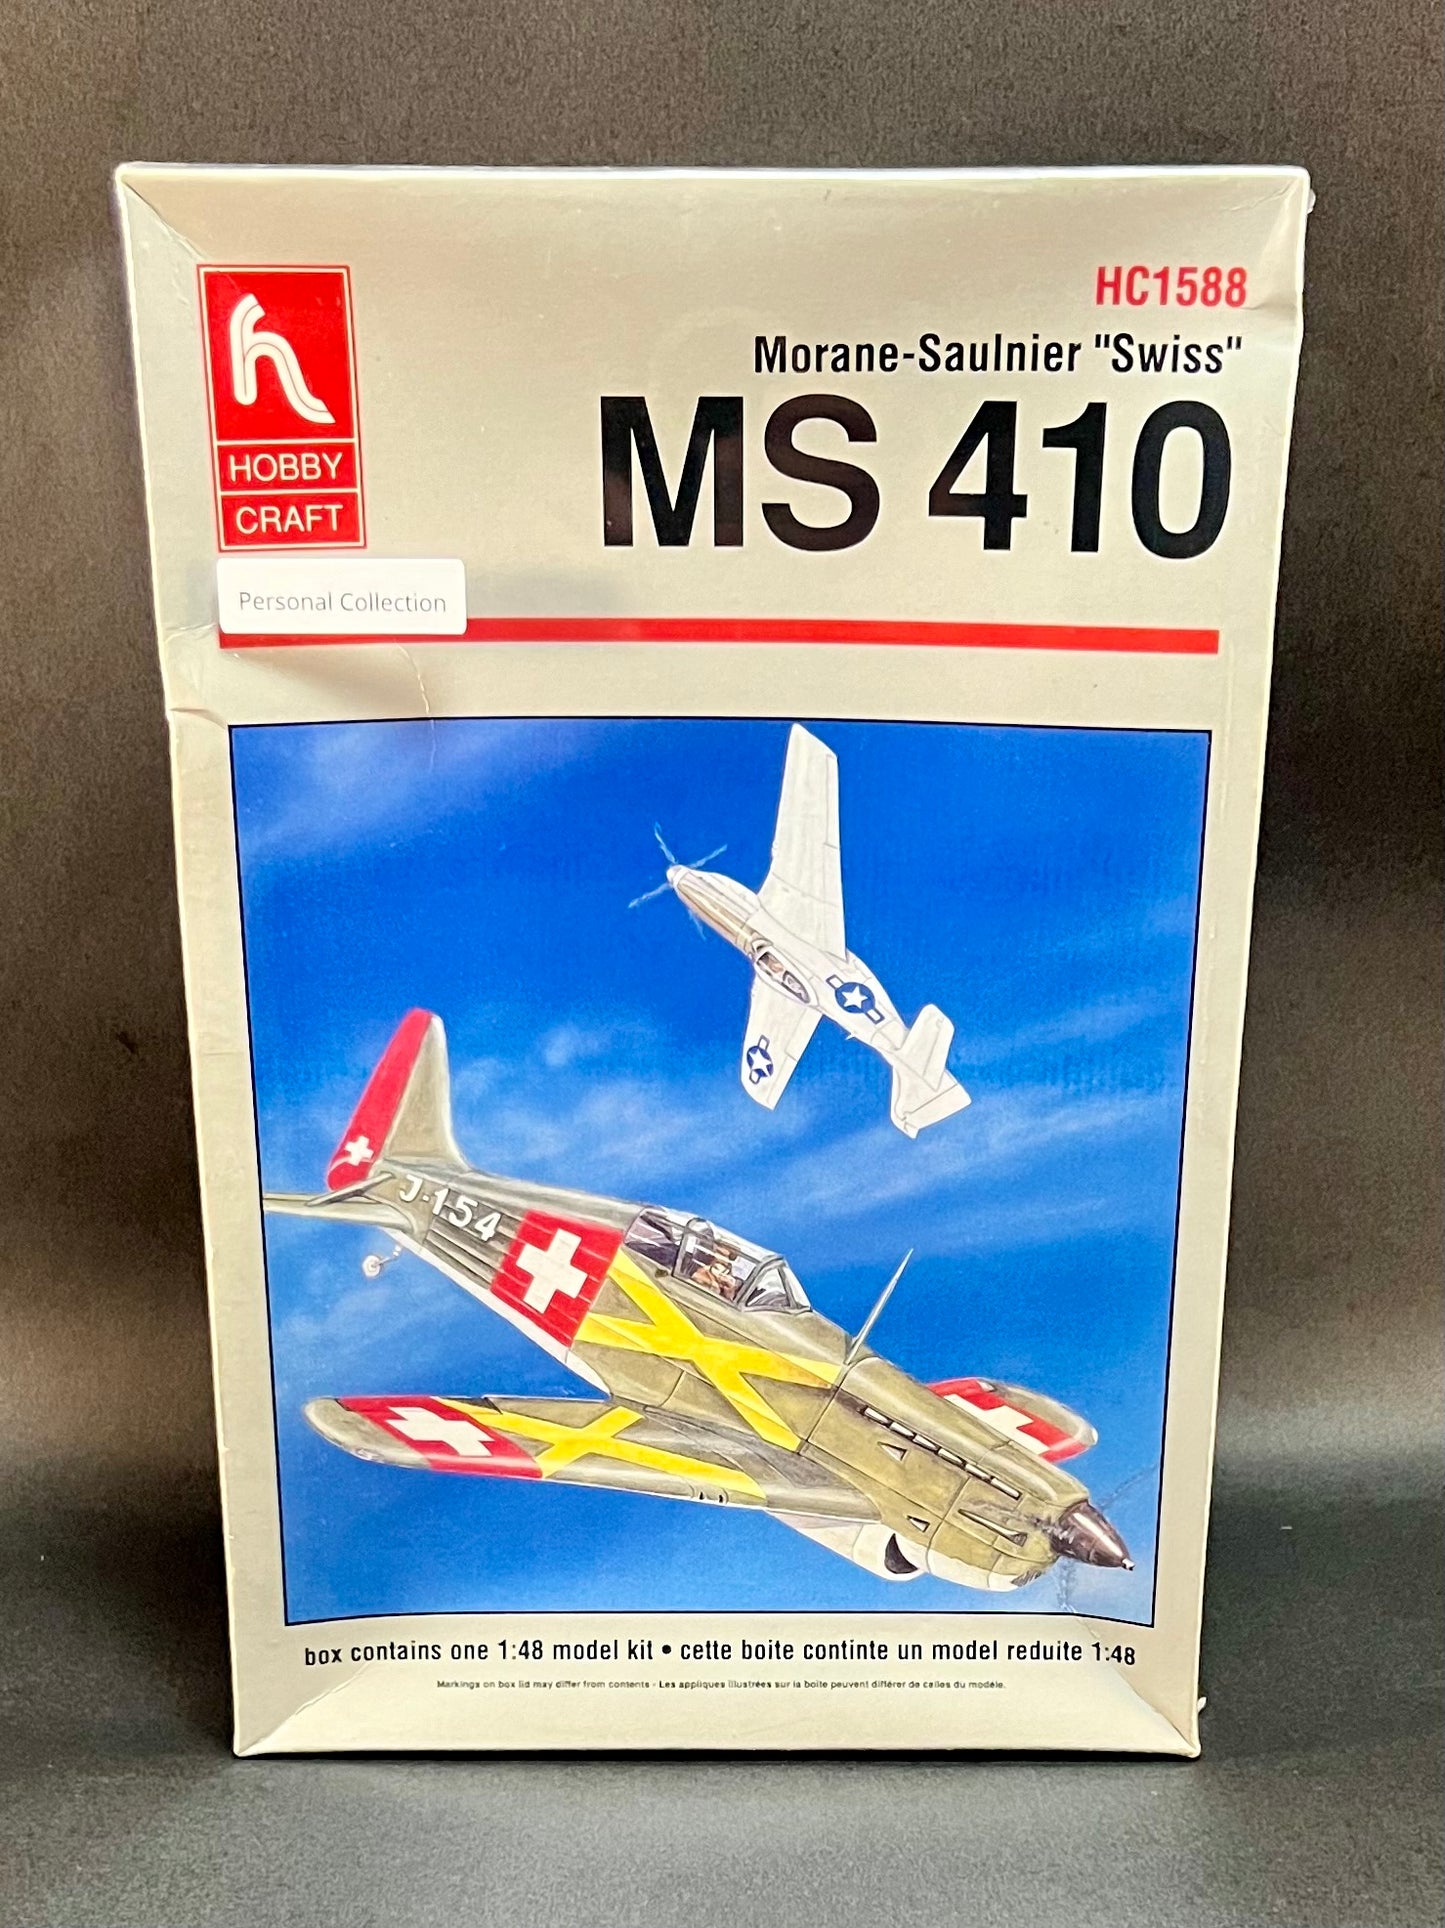 HC1588
Morane-Saulnier "Swiss"
MS 410
h
HOBBY
CRAFT
Personal Collection
J-154
box contains one 1:48 model kit • cette boite continte un model reduite 1:48
Markings on box lid may differ from contents - Les appliques illustrées sur la boîte peuvent différer de celles du modèle.